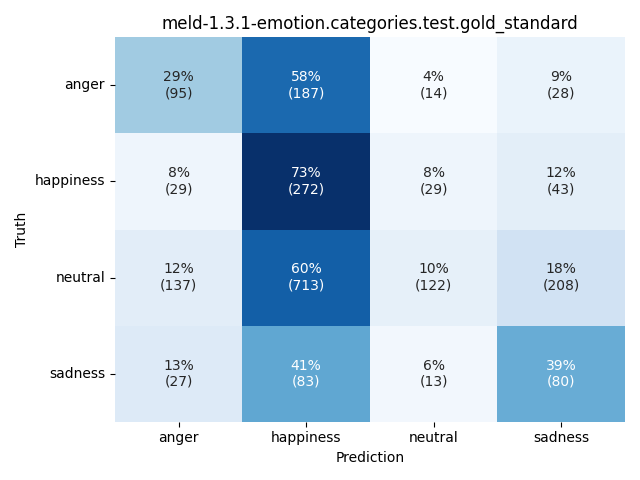 meld-1.3.1-emotion.categories.test.gold_standard
Truth
anger
29%
(95)
58%
(187)
4%
(14)
9%
(28)
happiness
8%
(29)
73%
(272)
8%
(29)
12%
(43)
neutral
12%
(137)
60%
(713)
10%
(122)
18%
(208)
sadness
13%
(27)
41%
(83)
6%
(13)
39%
(80)
anger
happiness
neutral
sadness
Prediction